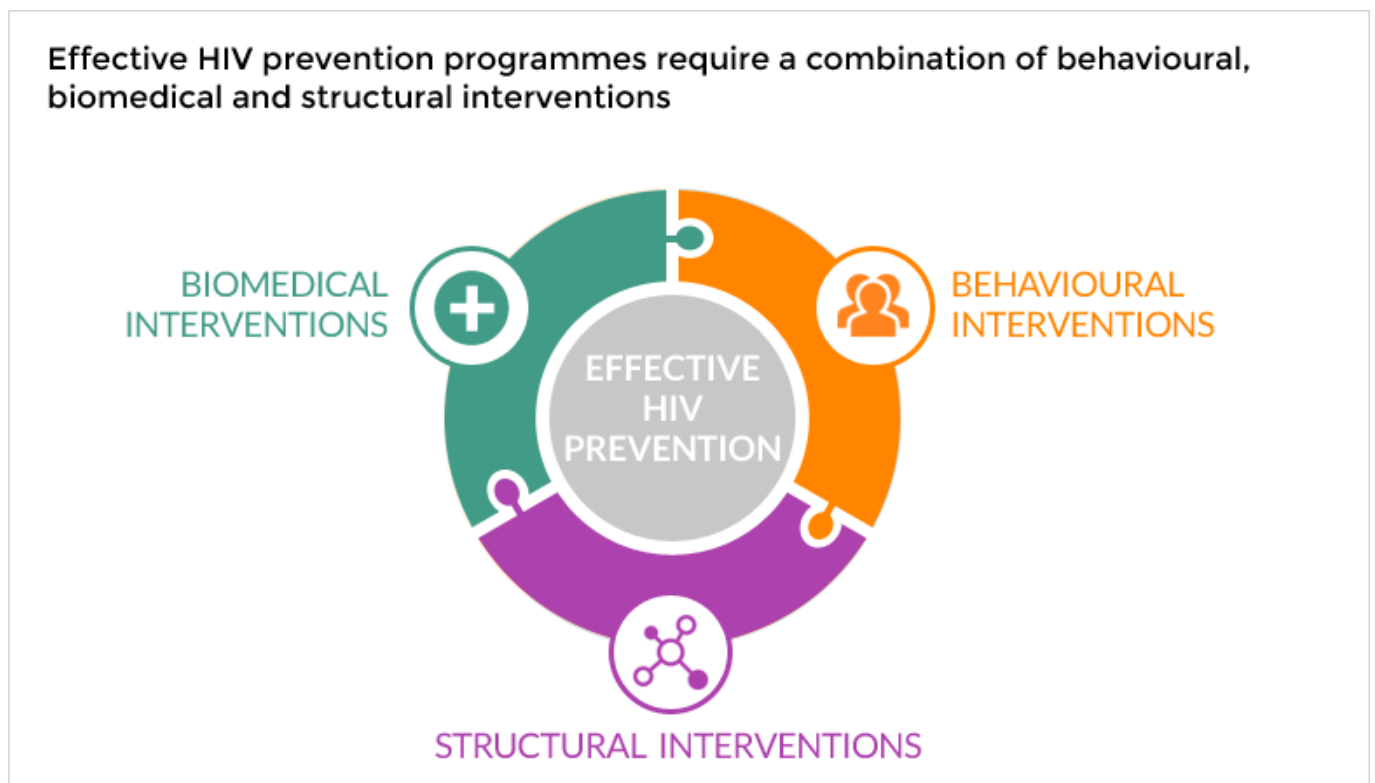 Effective HIV prevention programmes require a combination of behavioural,
biomedical and structural interventions
BIOMEDICAL
INTERVENTIONS
BEHAVIOURAL
INTERVENTIONS
EFFECTIVE
HIV
PREVENTION
STRUCTURAL INTERVENTIONS